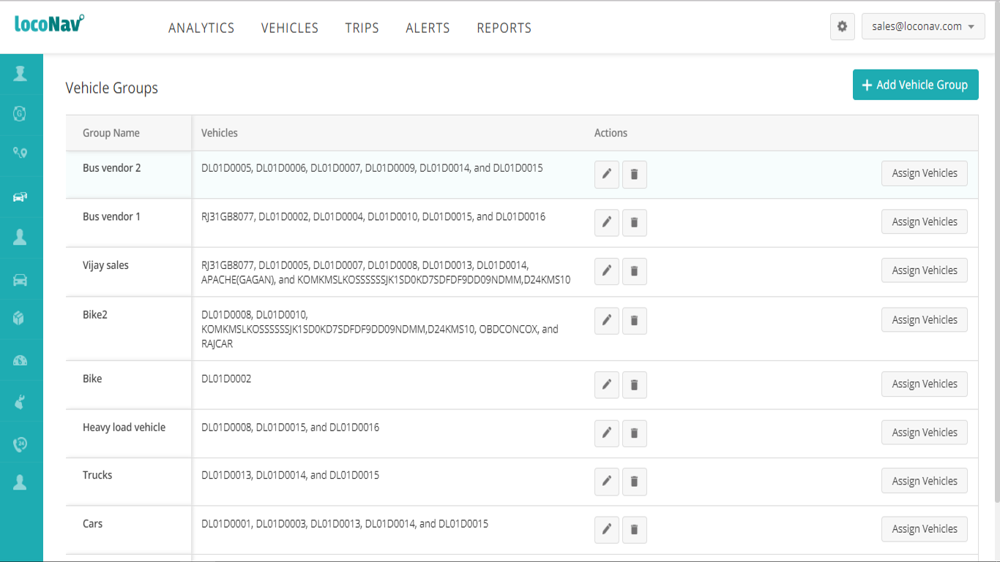 locoNav
ANALYTICS VEHICLES TRIPS ALERTS REPORTS
sales@loconav.com
Vehicle Groups
+ Add Vehicle Group
Group Name Vehicles Actions
Bus vendor 2 DL01D0005, DL01D0006, DL01D0007, DL01D0009, DL01D0014, and DL01D0015 Assign Vehicles
Bus vendor 1 RJ31GB8077, DL01D0002, DL01D0004, DL01D0010, DL01D0015, and DL01D0016 Assign Vehicles
Vijay sales RJ31GB8077, DL01D0005, DL01D0007, DL01D0008, DL01D0013, DL01D0014, Assign Vehicles
APACHE(GAGAN), and KOMKMSLKOSSSSSSJK1SD0KD7SDFDF9DD09NDMM,D24KMS10
Bike2 DL01D0008, DL01D0010, Assign Vehicles
KOMKMSLKOSSSSSSJK1SD0KD7SDFDF9DD09NDMM,D24KMS10, OBDCONCOX, and
RAJCAR
Bike DL01D0002 Assign Vehicles
Heavy load vehicle DL01D0008, DL01D0015, and DL01D0016 Assign Vehicles
Trucks DL01D0013, DL01D0014, and DL01D0015 Assign Vehicles
Cars DL01D0001, DL01D0003, DL01D0013, DL01D0014, and DL01D0015 Assign Vehicles
G
24